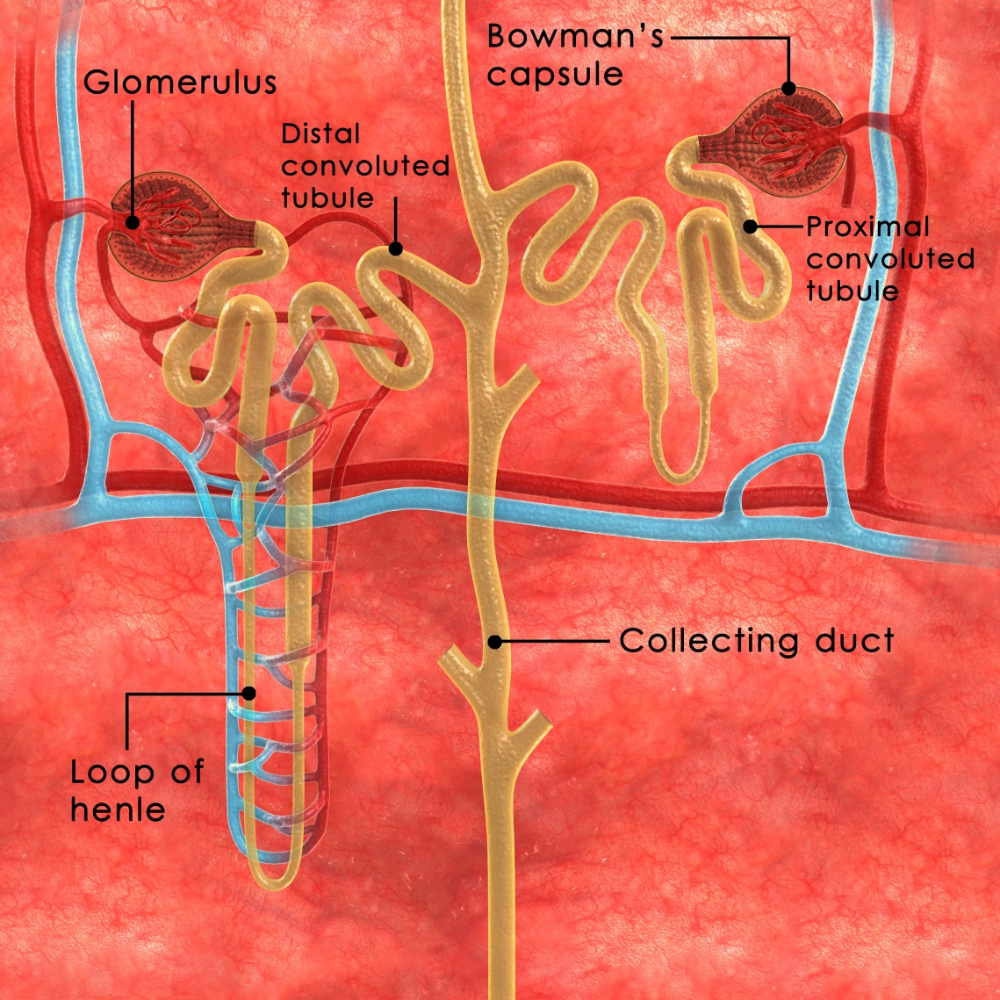 Bowman's
capsule
Glomerulus
Distal
convoluted
tubule
Proximal
convoluted
tubule
Collecting duct
Loop of
henle